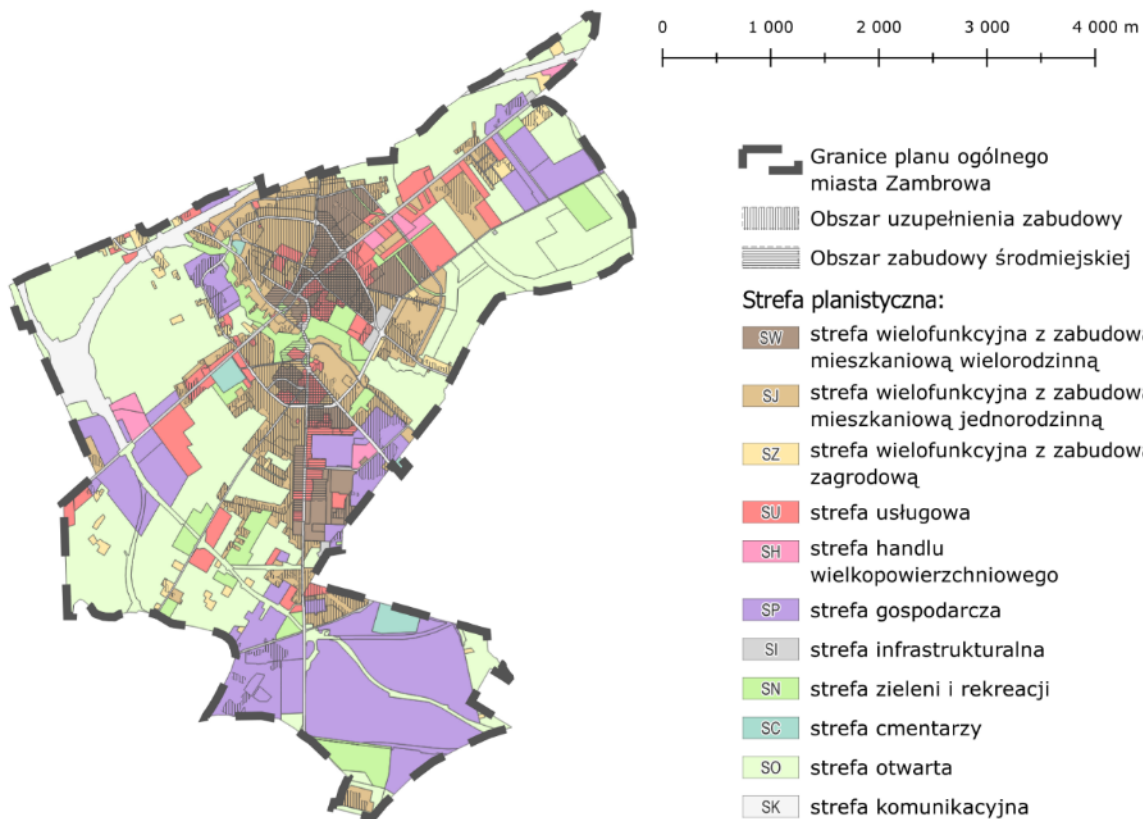 0 1 000 2 000 3 000 4 000 m
Granice planu ogólnego
miasta Zambrowa
Obszar uzupełnienia zabudowy
Obszar zabudowy śródmiejskiej
Strefa planistyczna:
SW strefa wielofunkcyjna z zabudową
mieszkaniową wielorodzinną
SJ strefa wielofunkcyjna z zabudową
mieszkaniową jednorodzinną
SZ strefa wielofunkcyjna z zabudową
zagrodową
SU strefa usługowa
SH strefa handlu
wielkopowierzchniowego
SP strefa gospodarcza
SI strefa infrastrukturalna
SN strefa zieleni i rekreacji
SC strefa cmentarzy
SO strefa otwarta
SK strefa komunikacyjna